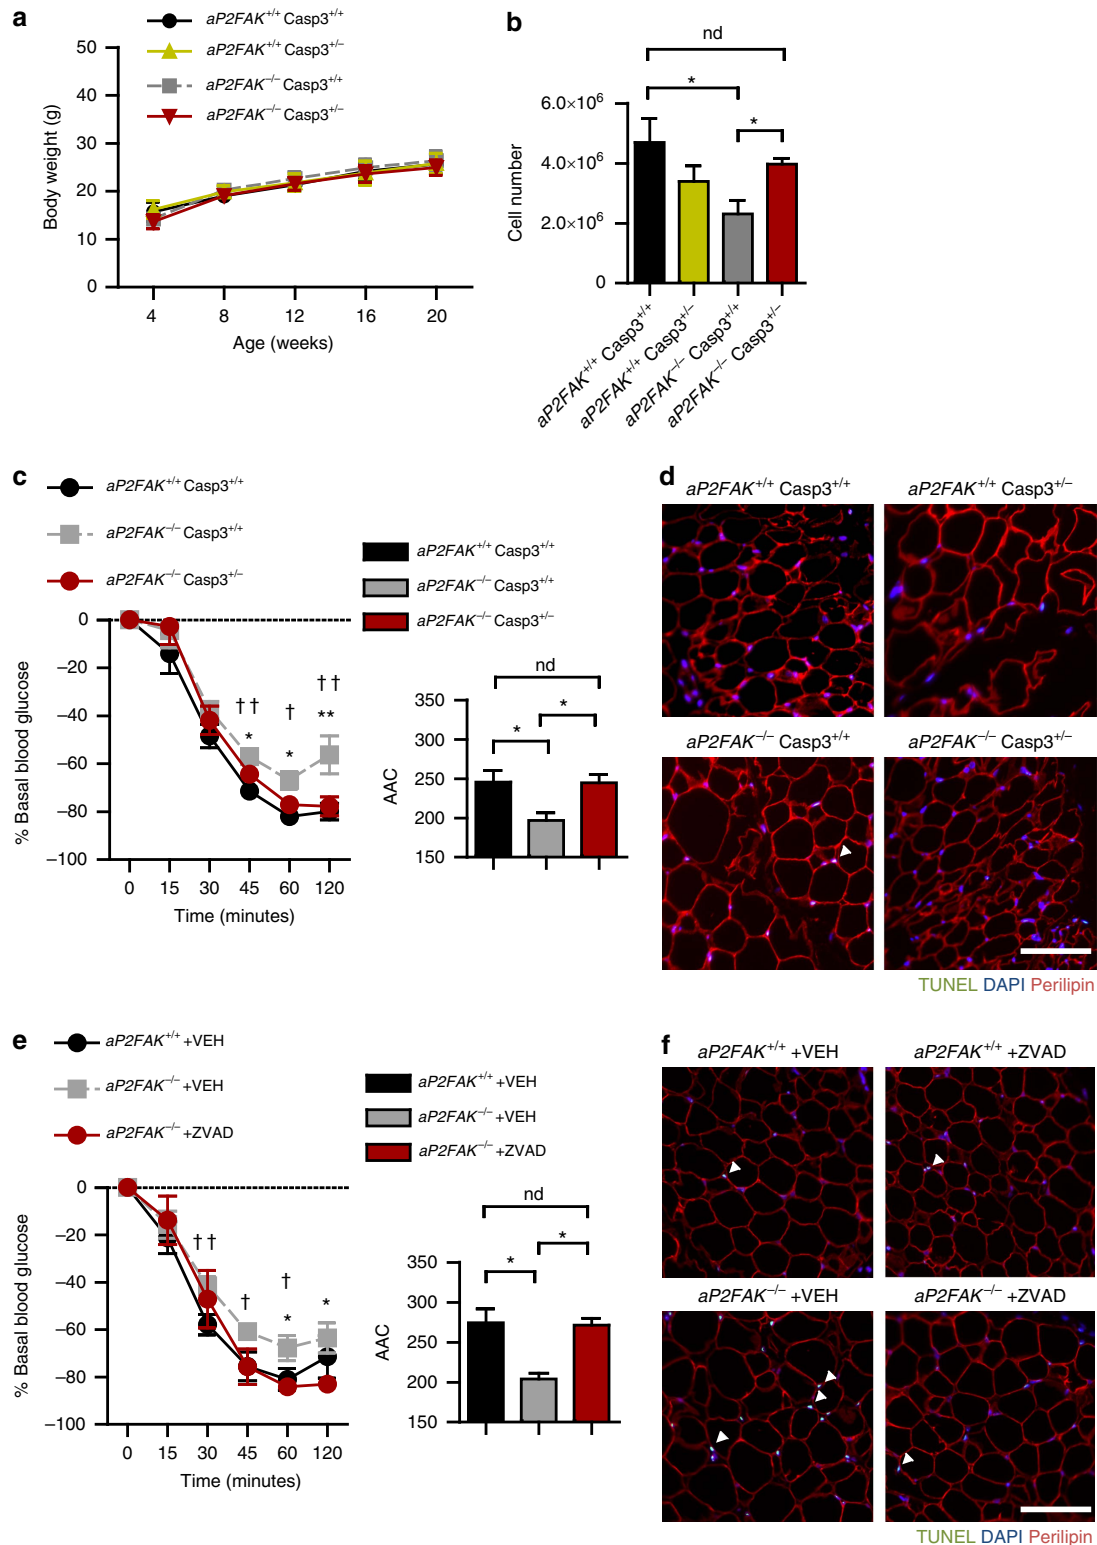 a
aP2FAK+/+ Casp3+/+
aP2FAK+/+ Casp3+/−
aP2FAK−/− Casp3+/+
aP2FAK−/− Casp3+/−
50
40
30
20
10
0
Body weight (g)
4 8 12 16 20
Age (weeks)
b
nd
*
*
6.0×10⁶
4.0×10⁶
2.0×10⁶
0
Cell number
aP2FAK+/+ Casp3+/+
aP2FAK+/+ Casp3+/−
aP2FAK−/− Casp3+/+
aP2FAK−/− Casp3+/−
c
aP2FAK+/+ Casp3+/+
aP2FAK−/− Casp3+/+
aP2FAK−/− Casp3+/−
0
−20
−40
−60
−80
−100
% Basal blood glucose
†† † ††
* * **
0 15 30 45 60 120
Time (minutes)
aP2FAK+/+ Casp3+/+
aP2FAK−/− Casp3+/+
aP2FAK−/− Casp3+/−
nd
* *
350
300
250
200
150
AAC
d
aP2FAK+/+ Casp3+/+ aP2FAK+/+ Casp3+/−
aP2FAK−/− Casp3+/+ aP2FAK−/− Casp3+/−
TUNEL DAPI Perilipin
e
aP2FAK+/+ +VEH
aP2FAK−/− +VEH
aP2FAK−/− +ZVAD
0
−20
−40
−60
−80
−100
% Basal blood glucose
†† † †
* *
0 15 30 45 60 120
Time (minutes)
aP2FAK+/+ +VEH
aP2FAK−/− +VEH
aP2FAK−/− +ZVAD
nd
* *
350
300
250
200
150
AAC
f
aP2FAK+/+ +VEH aP2FAK+/+ +ZVAD
aP2FAK−/− +VEH aP2FAK−/− +ZVAD
TUNEL DAPI Perilipin